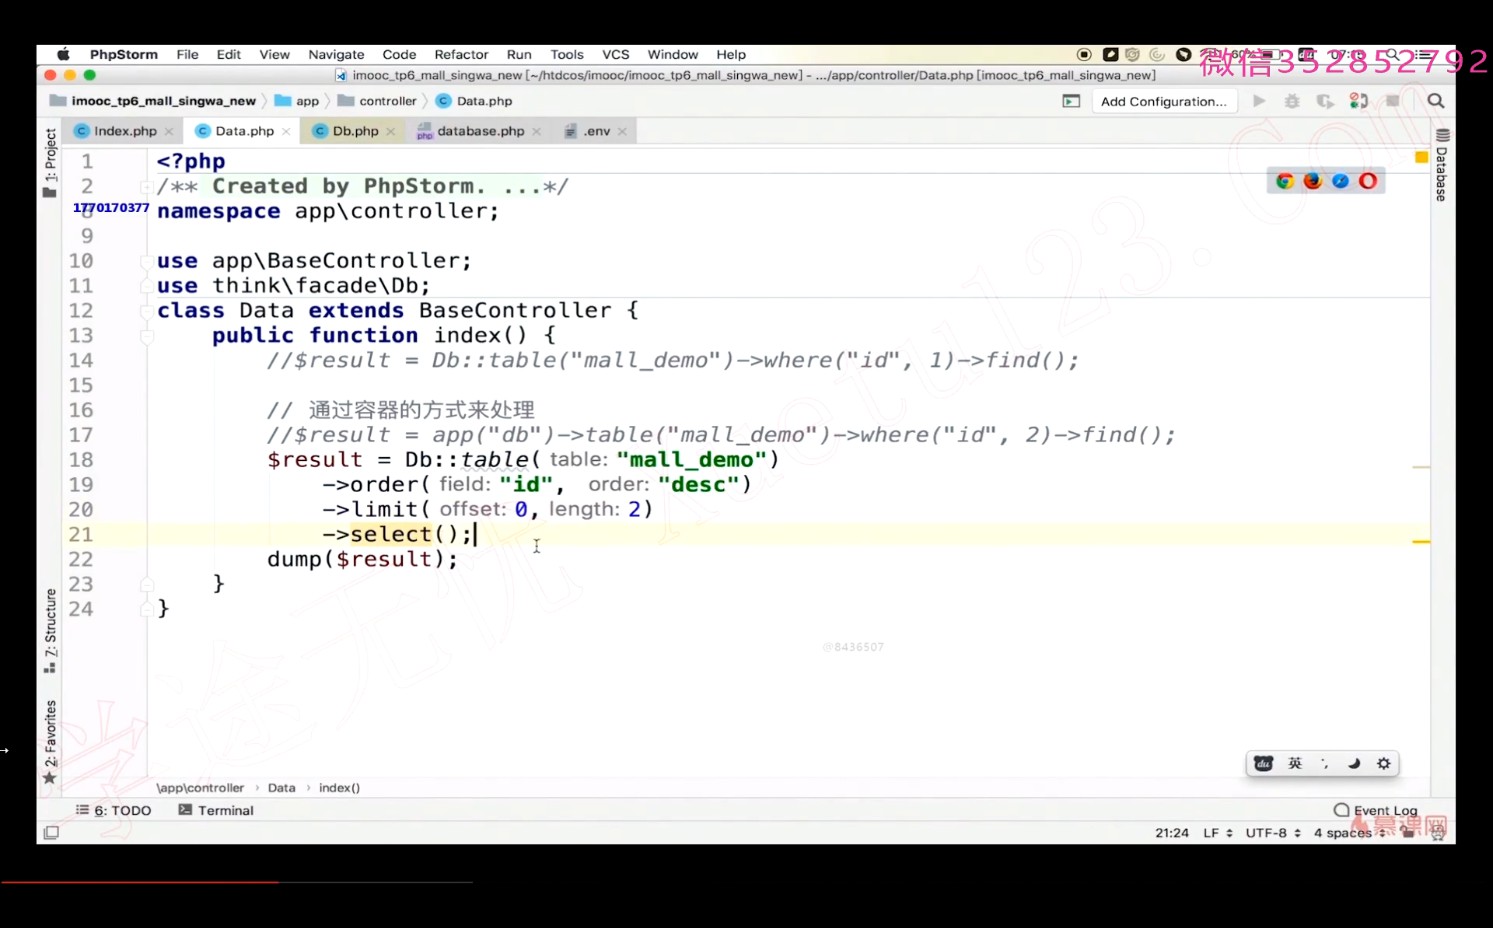 PhpStorm File Edit View Navigate Code Refactor Run Tools VCS Window Help
微信352852792
imooc_tp6_mall_singwa_new [~/htdcos/imooc/imooc_tp6_mall_singwa_new] - .../app/controller/Data.php [imooc_tp6_mall_singwa_new]
imooc_tp6_mall_singwa_new app controller Data.php Add Configuration...
Index.php Data.php Db.php database.php .env
1: Project
Database
1 <?php
2 /** Created by PhpStorm. ...*/
1770170377
8 namespace app\controller;
9
10 use app\BaseController;
11 use think\facade\Db;
12 class Data extends BaseController {
13 public function index() {
14 //$result = Db::table("mall_demo")->where("id", 1)->find();
15
16 // 通过容器的方式来处理
17 //$result = app("db")->table("mall_demo")->where("id", 2)->find();
18 $result = Db::table( table: "mall_demo")
19 ->order( field: "id", order: "desc")
20 ->limit( offset: 0, length: 2)
21 ->select();
22 dump($result);
23 }
24 }
@8436507
7: Structure
2: Favorites
du 英
\app\controller › Data › index()
6: TODO Terminal Event Log
慕课网
21:24 LF UTF-8 4 spaces